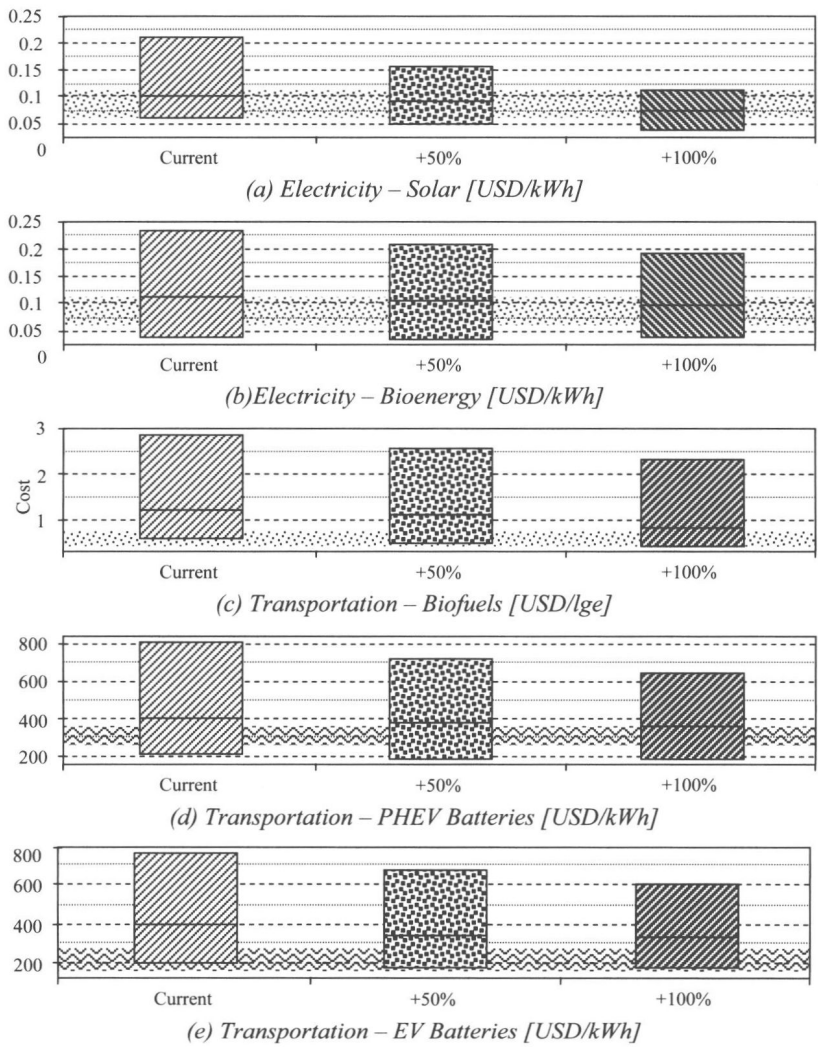 0.25
0.2
0.15
0.1
0.05
0
Current +50% +100%
(a) Electricity – Solar [USD/kWh]
0.25
0.2
0.15
0.1
0.05
0
Current +50% +100%
(b)Electricity – Bioenergy [USD/kWh]
Cost
3
2
1
Current +50% +100%
(c) Transportation – Biofuels [USD/lge]
800
600
400
200
Current +50% +100%
(d) Transportation – PHEV Batteries [USD/kWh]
800
600
400
200
Current +50% +100%
(e) Transportation – EV Batteries [USD/kWh]